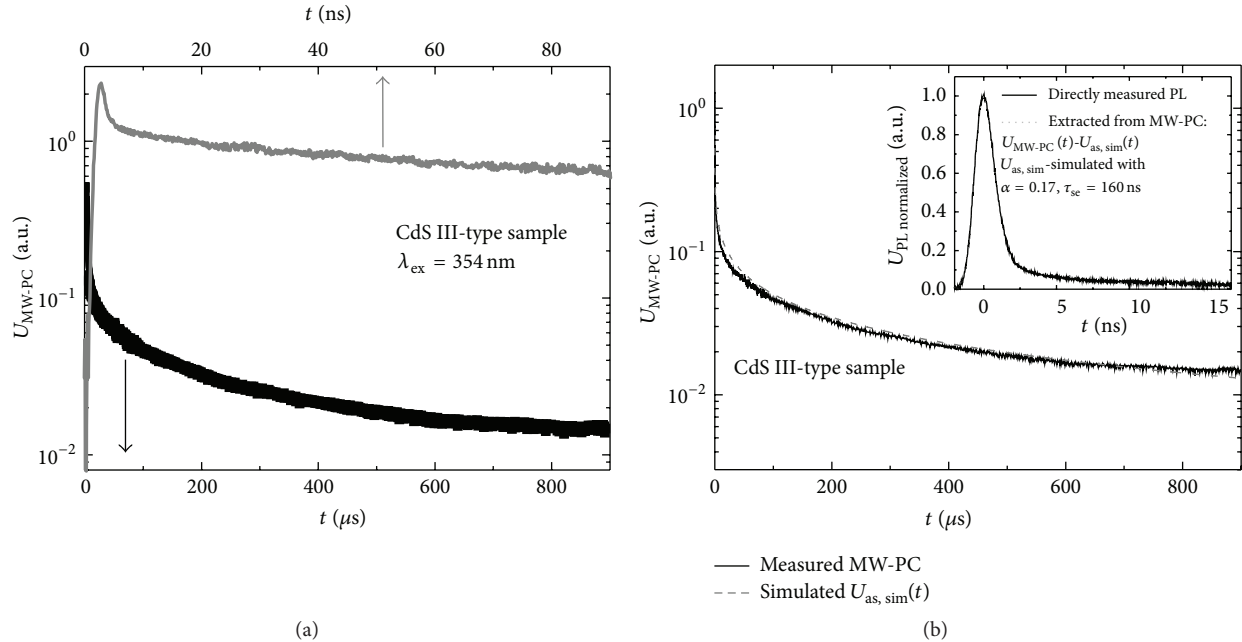 t (ns)
0 20 40 60 80
10⁰
10⁻¹
10⁻²
U_MW-PC (a.u.)
CdS III-type sample
λ_ex = 354 nm
0 200 400 600 800
t (μs)
(a)
10⁰
10⁻¹
10⁻²
U_MW-PC (a.u.)
1.0
0.8
0.6
0.4
0.2
0.0
U_PL normalized (a.u.)
Directly measured PL
Extracted from MW-PC:
U_MW-PC(t)-U_as, sim(t)
U_as, sim-simulated with
α = 0.17, τ_se = 160 ns
0 5 10 15
t (ns)
CdS III-type sample
0 200 400 600 800
t (μs)
Measured MW-PC
Simulated U_as, sim(t)
(b)